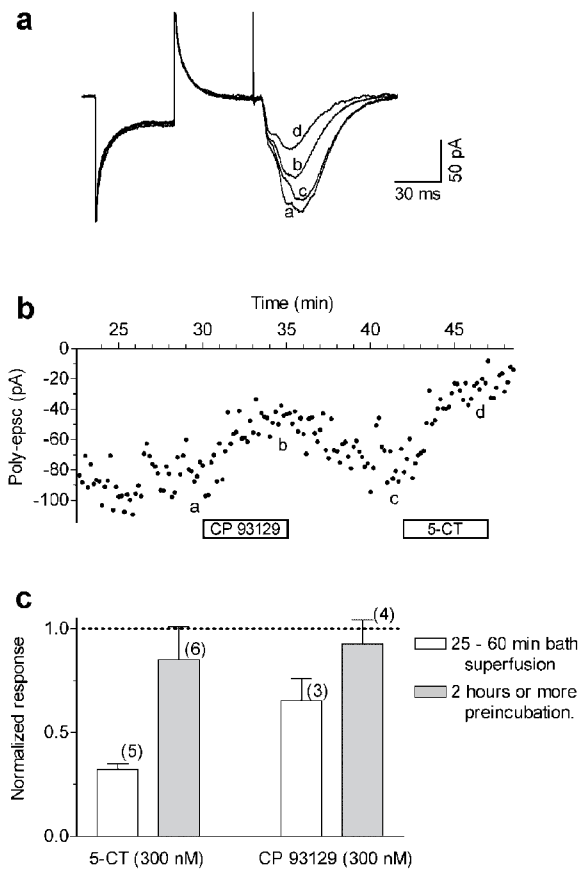 a
d
b
c
a
50 pA
30 ms
b
Time (min)
25 30 35 40 45
0
-20
-40
-60
-80
-100
Poly-epsc (pA)
a
b
c
d
CP 93129
5-CT
c
1.0
0.5
0.0
Normalized response
(5)
(6)
(3)
(4)
25 - 60 min bath
superfusion
2 hours or more
preincubation.
5-CT (300 nM)
CP 93129 (300 nM)